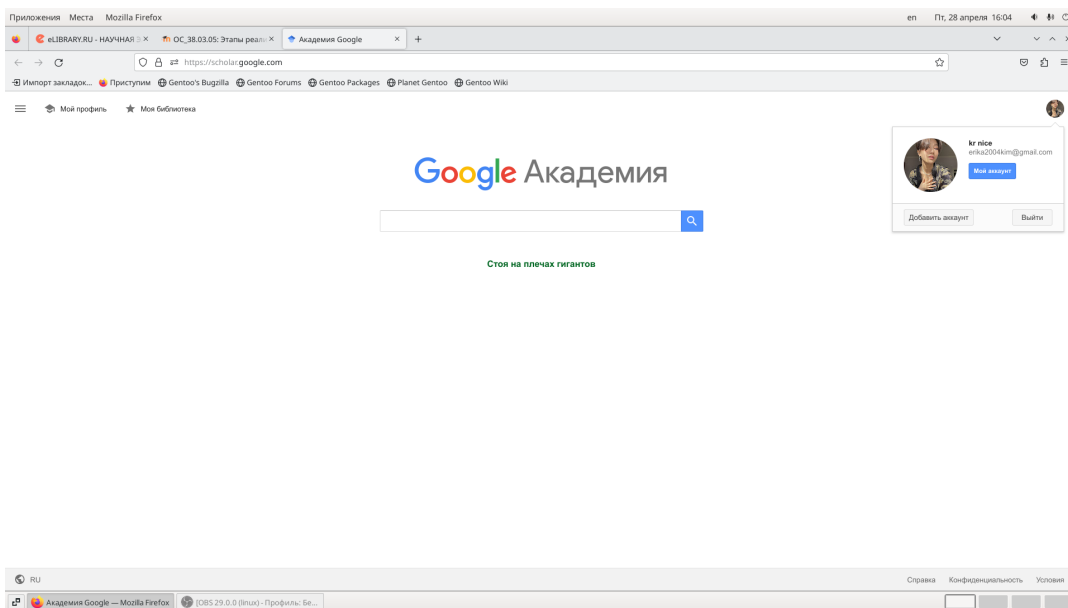 Приложения Места Mozilla Firefox en Пт, 28 апреля 16:04
eLIBRARY.RU - НАУЧНАЯ ОС_38.03.05: Этапы реал Академия Google
https://scholar.google.com
Импорт закладок... Приступим Gentoo's Bugzilla Gentoo Forums Gentoo Packages Planet Gentoo Gentoo Wiki
Мой профиль Моя библиотека
kr nice
erika2004kim@gmail.com
Мой аккаунт
Добавить аккаунт Выйти
Google Академия
Стоя на плечах гигантов
RU Справка Конфиденциальность Условия
Академия Google — Mozilla Firefox [OBS 29.0.0 (linux) - Профиль: Бе...